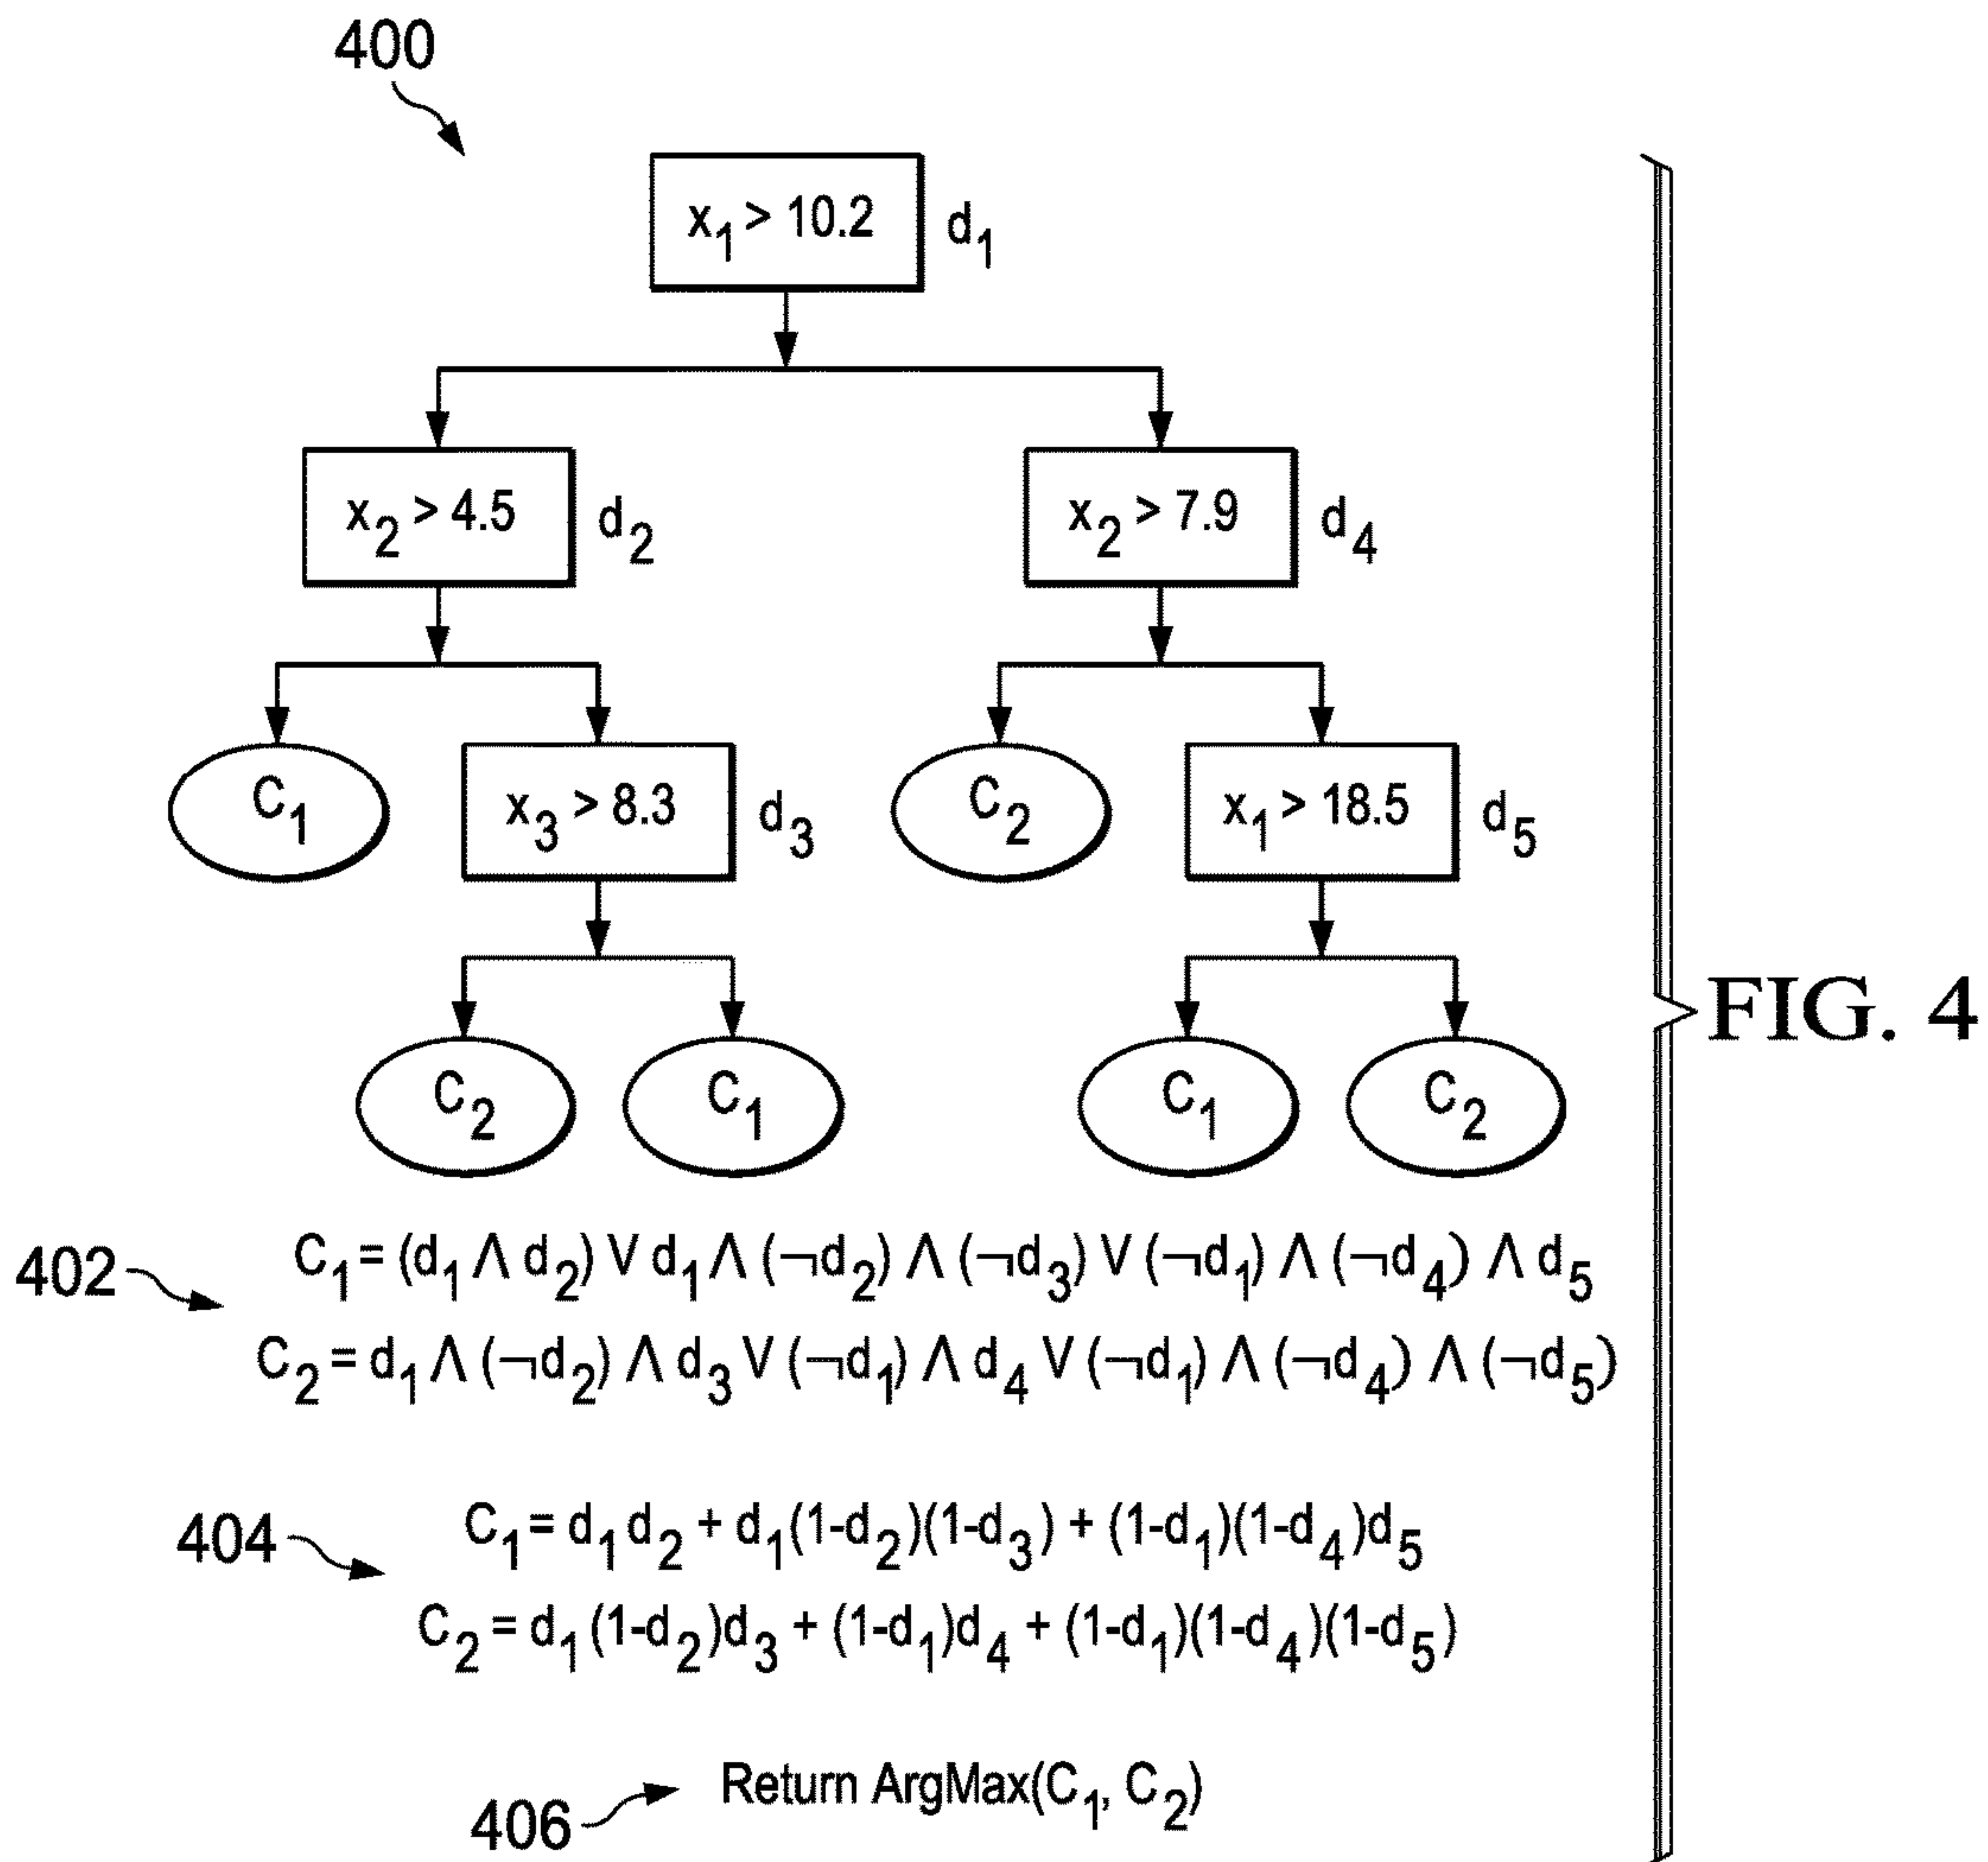 400
x₁ > 10.2 d₁
x₂ > 4.5 d₂ x₂ > 7.9 d₄
C₁ x₃ > 8.3 d₃ C₂ x₁ > 18.5 d₅
FIG. 4
C₂ C₁ C₁ C₂
402 C₁ = (d₁ ⋀ d₂) V d₁ ⋀ (¬d₂) ⋀ (¬d₃) V (¬d₁) ⋀ (¬d₄) ⋀ d₅
C₂ = d₁ ⋀ (¬d₂) ⋀ d₃ V (¬d₁) ⋀ d₄ V (¬d₁) ⋀ (¬d₄) ⋀ (¬d₅)
404 C₁ = d₁ d₂ + d₁(1-d₂)(1-d₃) + (1-d₁)(1-d₄)d₅
C₂ = d₁ (1-d₂)d₃ + (1-d₁)d₄ + (1-d₁)(1-d₄)(1-d₅)
406 Return ArgMax(C₁, C₂)